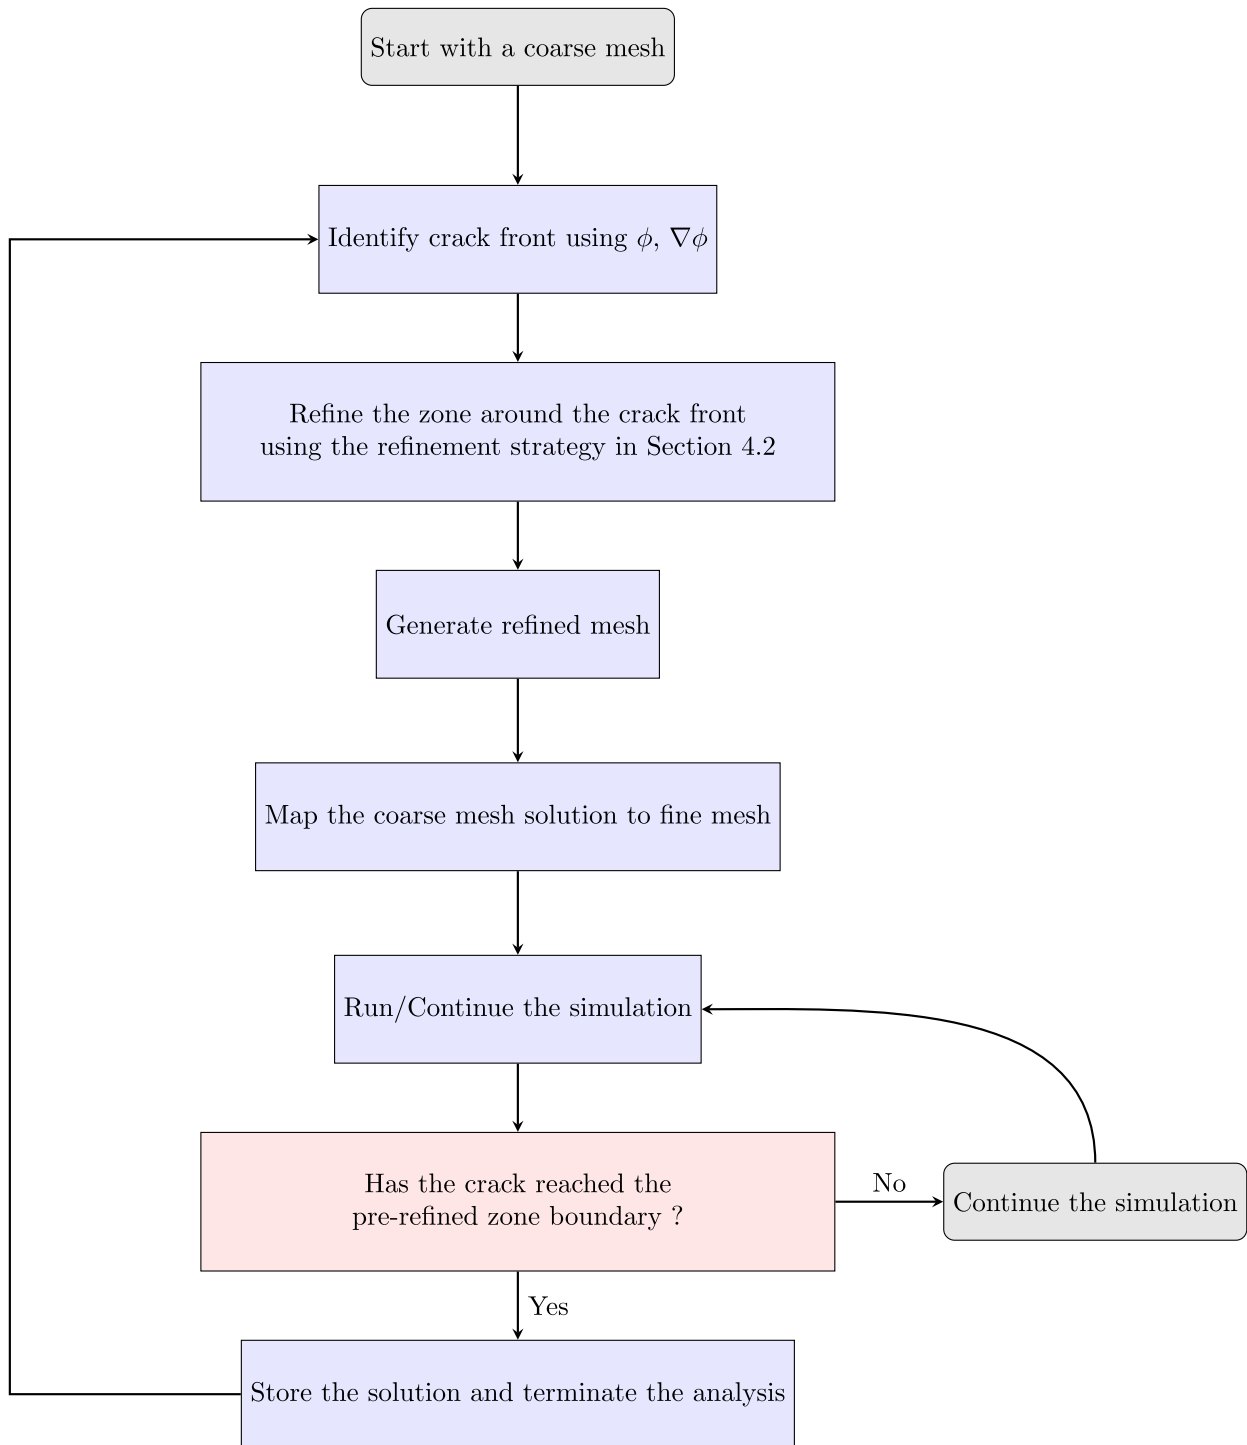 Start with a coarse mesh
Identify crack front using ϕ, ∇ϕ
Refine the zone around the crack front
using the refinement strategy in Section 4.2
Generate refined mesh
Map the coarse mesh solution to fine mesh
Run/Continue the simulation
Has the crack reached the
pre-refined zone boundary ?
No
Continue the simulation
Yes
Store the solution and terminate the analysis